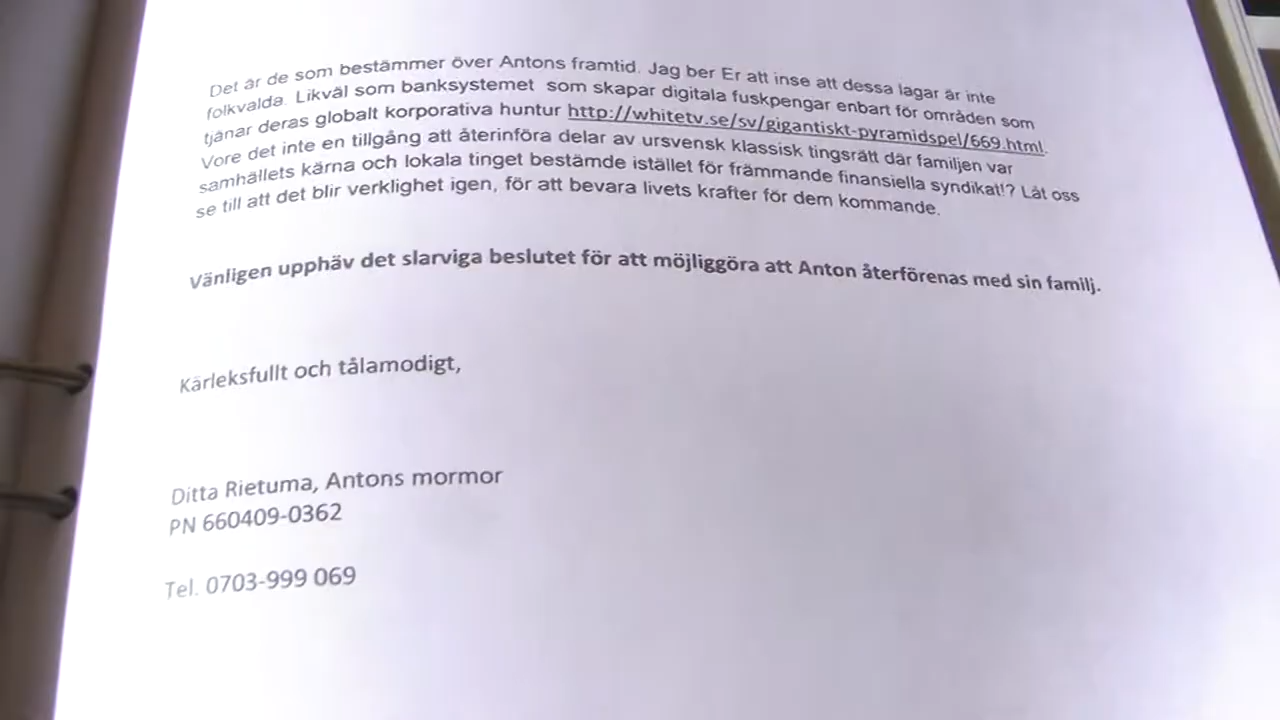 Det är de som bestämmer över Antons framtid. Jag ber Er att inse att dessa lagar är inte
folkvalda. Likväl som banksystemet som skapar digitala fuskpengar enbart för områden som
tjänar deras globalt korporativa huntur http://whitetv.se/sv/gigantiskt-pyramidspel/669.html.
Vore det inte en tillgång att återinföra delar av ursvensk klassisk tingsrätt där familjen var
samhällets kärna och lokala tinget bestämde istället för främmande finansiella syndikat!? Låt oss
se till att det blir verklighet igen, för att bevara livets krafter för dem kommande.
Vänligen upphäv det slarviga beslutet för att möjliggöra att Anton återförenas med sin familj.
Kärleksfullt och tålamodigt,
Ditta Rietuma, Antons mormor
PN 660409-0362
Tel. 0703-999 069